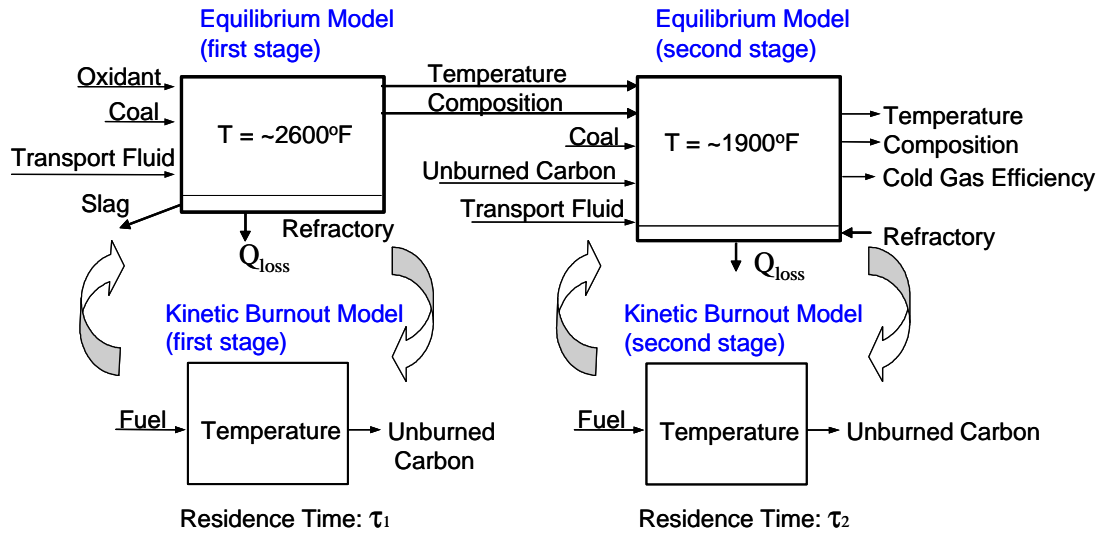 Equilibrium Model
(first stage)
Oxidant
Coal
Transport Fluid
T = ~2600ºF
Slag
Refractory
Qloss
Temperature
Composition
Equilibrium Model
(second stage)
Coal
Unburned Carbon
Transport Fluid
T = ~1900ºF
Temperature
Composition
Cold Gas Efficiency
Refractory
Qloss
Kinetic Burnout Model
(first stage)
Fuel
Temperature
Unburned
Carbon
Residence Time: τ1
Kinetic Burnout Model
(second stage)
Fuel
Temperature
Unburned Carbon
Residence Time: τ2